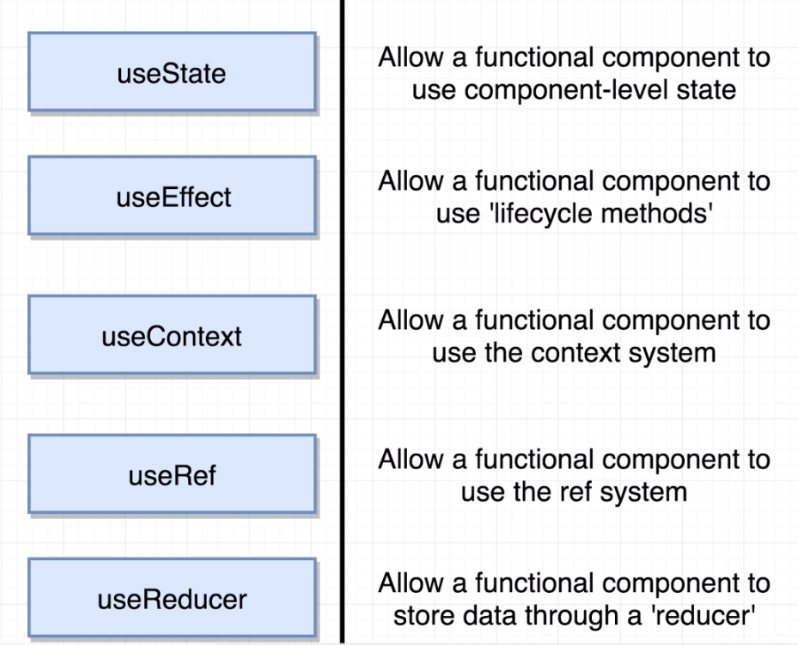 useState
Allow a functional component to
use component-level state
useEffect
Allow a functional component to
use 'lifecycle methods'
useContext
Allow a functional component to
use the context system
useRef
Allow a functional component to
use the ref system
useReducer
Allow a functional component to
store data through a 'reducer'